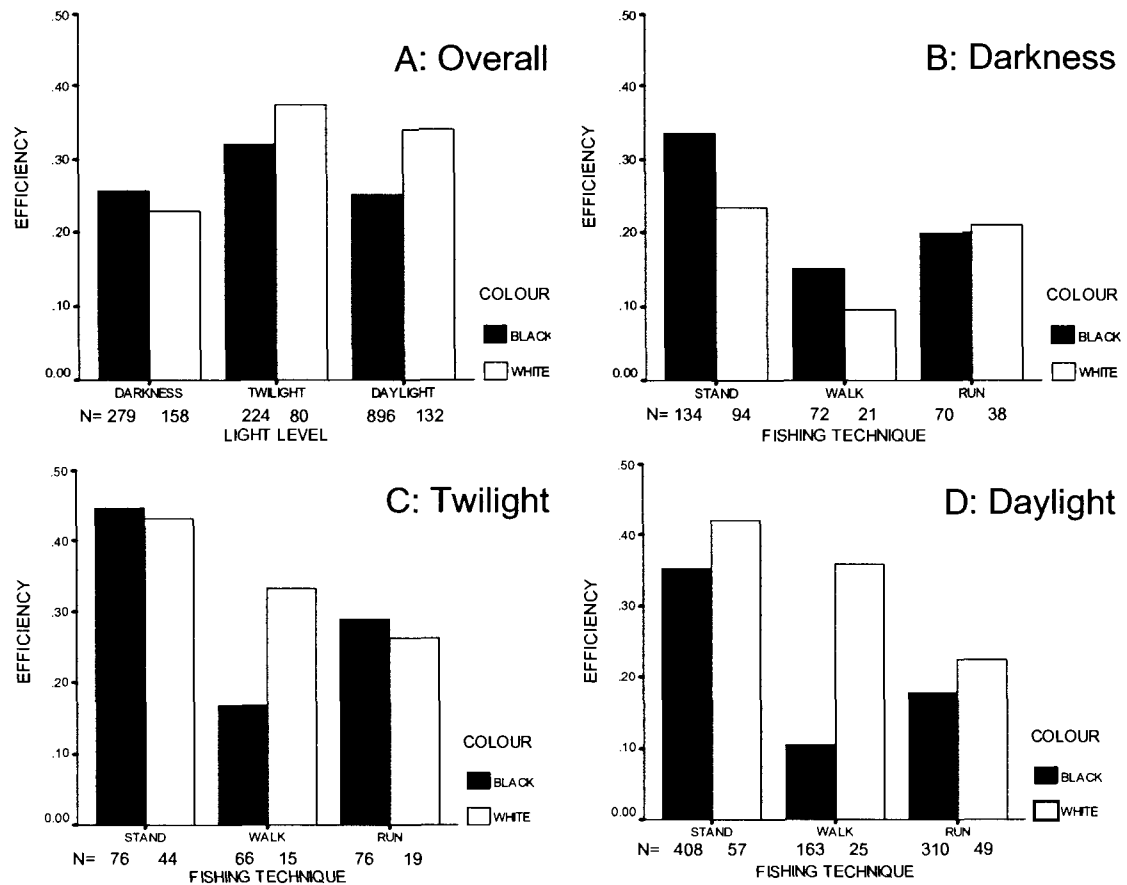 A: Overall
EFFICIENCY
.50
.40
.30
.20
.10
0.00
COLOUR
BLACK
WHITE
DARKNESS TWILIGHT DAYLIGHT
N= 279 158 224 80 896 132
LIGHT LEVEL
B: Darkness
EFFICIENCY
.50
.40
.30
.20
.10
0.00
COLOUR
BLACK
WHITE
STAND WALK RUN
N= 134 94 72 21 70 38
FISHING TECHNIQUE
C: Twilight
EFFICIENCY
.50
.40
.30
.20
.10
0.00
COLOUR
BLACK
WHITE
STAND WALK RUN
N= 76 44 66 15 76 19
FISHING TECHNIQUE
D: Daylight
EFFICIENCY
.50
.40
.30
.20
.10
0.00
COLOUR
BLACK
WHITE
STAND WALK RUN
N= 408 57 163 25 310 49
FISHING TECHNIQUE